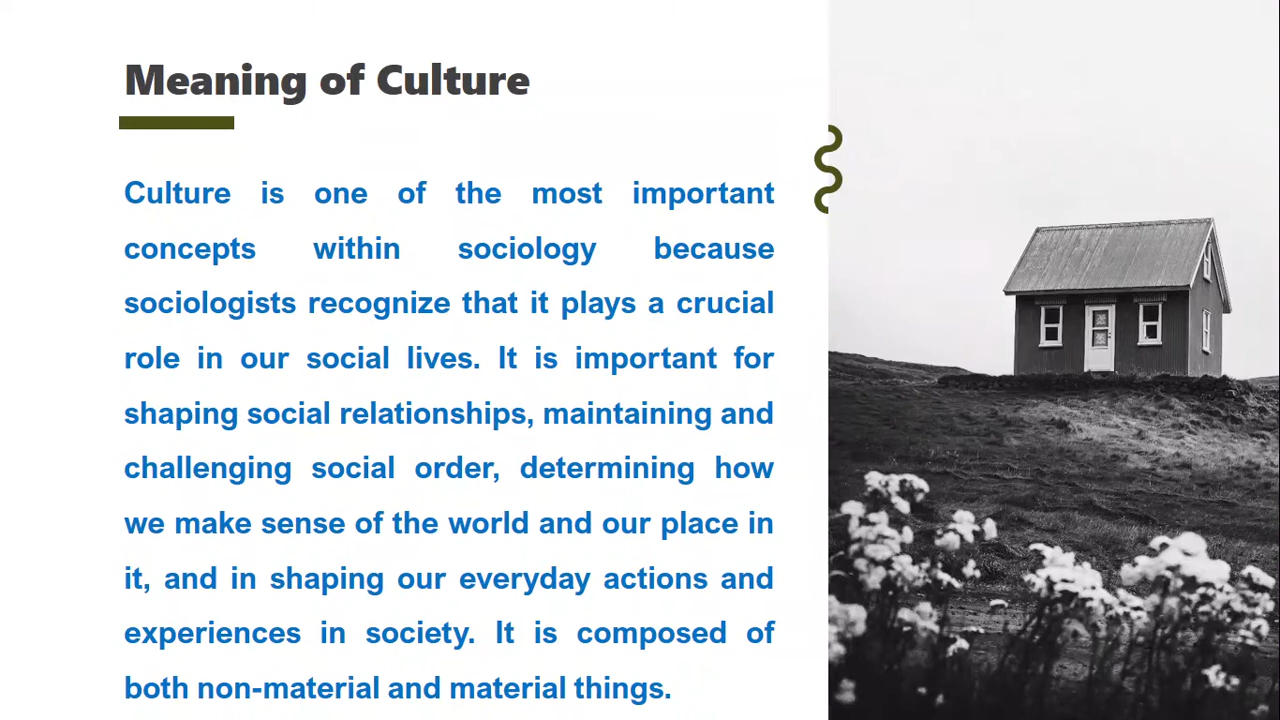 Meaning of Culture
Culture is one of the most important
concepts within sociology because
sociologists recognize that it plays a crucial
role in our social lives. It is important for
shaping social relationships, maintaining and
challenging social order, determining how
we make sense of the world and our place in
it, and in shaping our everyday actions and
experiences in society. It is composed of
both non-material and material things.